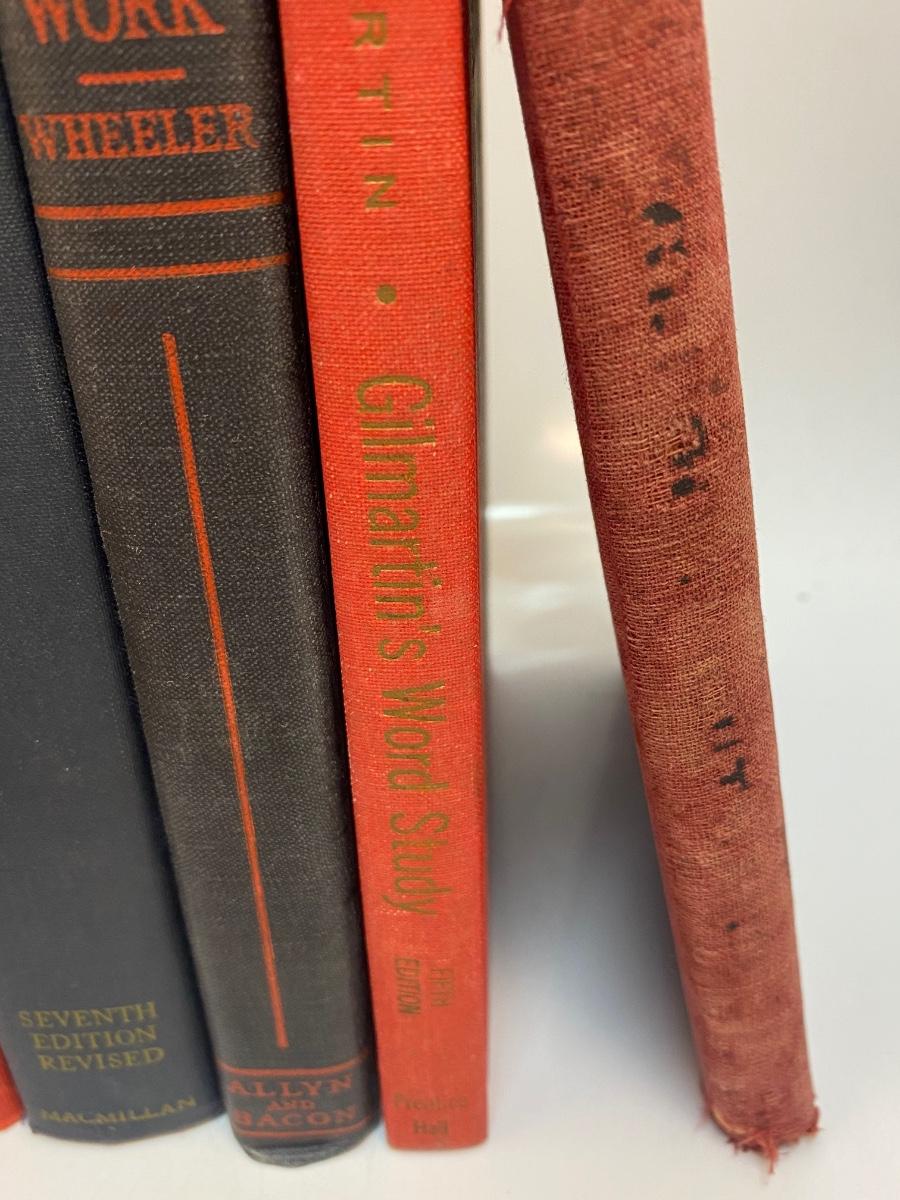 WORK
WHEELER
ALLYN
AND
BACON
SEVENTH
EDITION
REVISED
MACMILLAN
RTIN • Gilmartin's Word Study
FIFTH
EDITION
Prentice
Hall